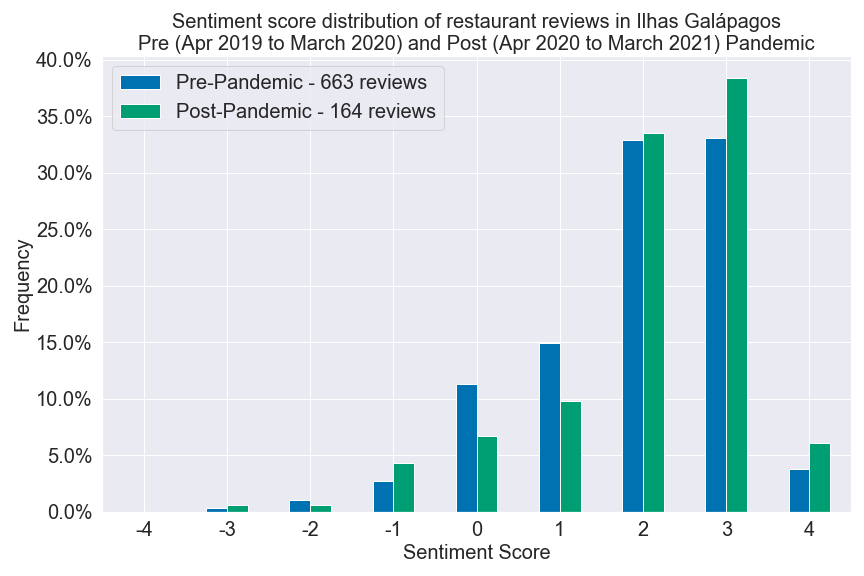 Sentiment score distribution of restaurant reviews in Ilhas Galápagos
Pre (Apr 2019 to March 2020) and Post (Apr 2020 to March 2021) Pandemic
Pre-Pandemic - 663 reviews
Post-Pandemic - 164 reviews
40.0%
35.0%
30.0%
25.0%
20.0%
15.0%
10.0%
5.0%
0.0%
Frequency
-4 -3 -2 -1 0 1 2 3 4
Sentiment Score